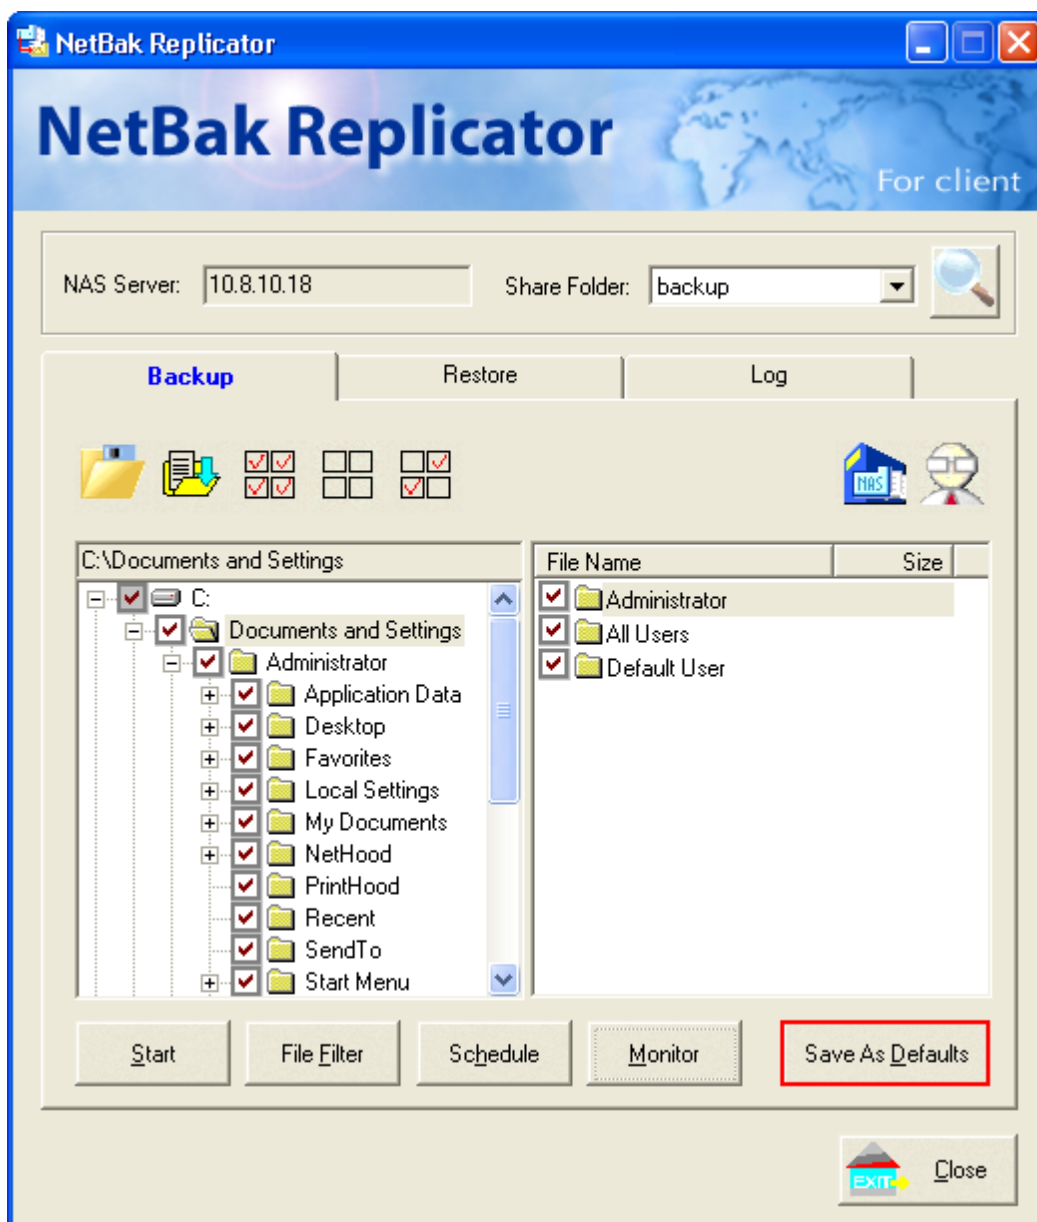 NetBak Replicator
NetBak Replicator
For client
NAS Server: 10.8.10.18 Share Folder: backup
Backup Restore Log
NAS
C:\Documents and Settings
C:
Documents and Settings
Administrator
Application Data
Desktop
Favorites
Local Settings
My Documents
NetHood
PrintHood
Recent
SendTo
Start Menu
File Name Size
Administrator
All Users
Default User
Start File Filter Schedule Monitor Save As Defaults
EXIT Close